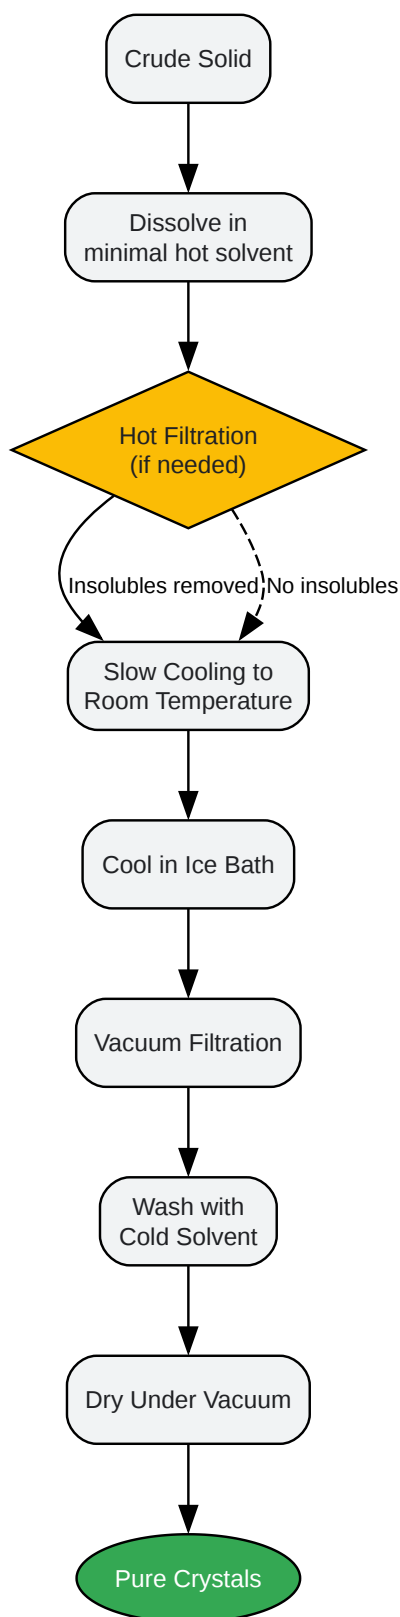 Crude Solid
Dissolve in
minimal hot solvent
Hot Filtration
(if needed)
Insolubles removed
No insolubles
Slow Cooling to
Room Temperature
Cool in Ice Bath
Vacuum Filtration
Wash with
Cold Solvent
Dry Under Vacuum
Pure Crystals